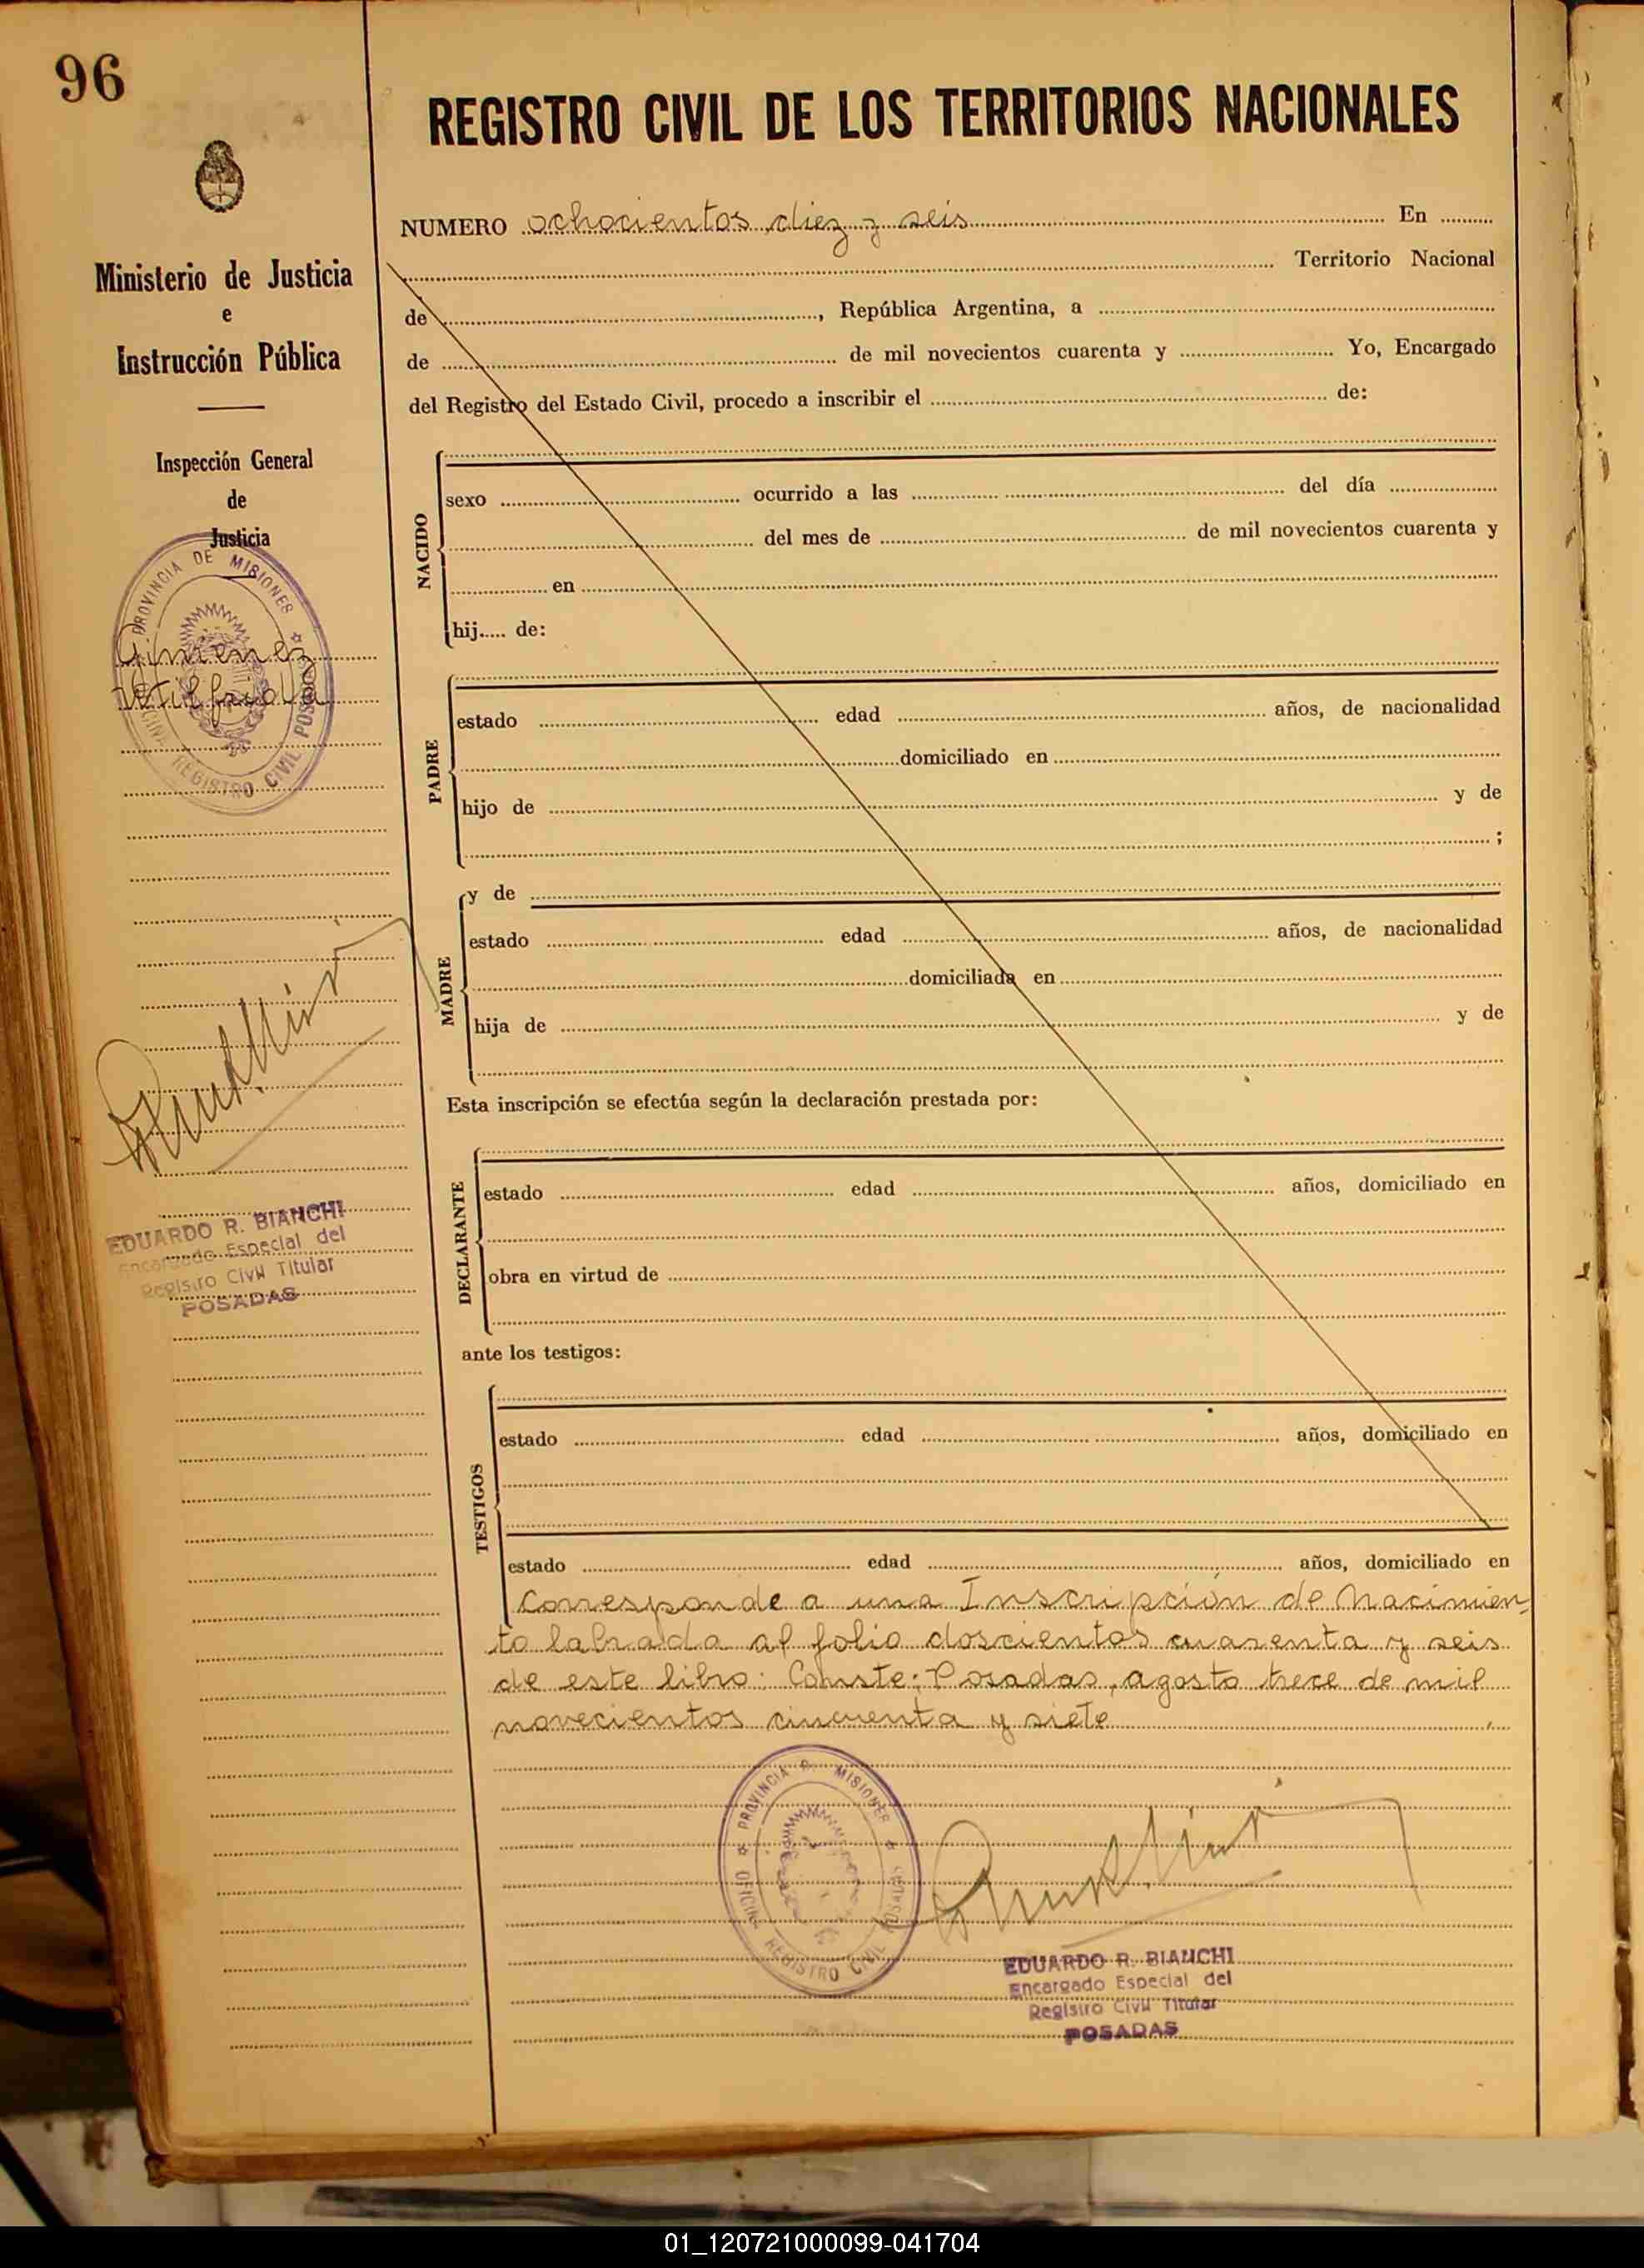 96
REGISTRO CIVIL DE LOS TERRITORIOS NACIONALES
Ministerio de Justicia
e
Instrucción Pública
Inspección General
de
Justicia
PROVINCIA DE MISIONES
OFICINA REGISTRO CIVIL POSADAS
Gimenez
EDUARDO R. BIANCHI
Encargado Especial del
Registro Civil Titular
POSADAS
NUMERO ochocientos diez y seis En
Territorio Nacional
de , República Argentina, a
de de mil novecientos cuarenta y Yo, Encargado
del Registro del Estado Civil, procedo a inscribir el de:
NACIDO
sexo ocurrido a las del día
del mes de de mil novecientos cuarenta y
en
hij..... de:
PADRE
estado edad años, de nacionalidad
domiciliado en
hijo de y de
;
MADRE
y de
estado edad años, de nacionalidad
domiciliada en
hija de y de
Esta inscripción se efectúa según la declaración prestada por:
DECLARANTE
estado edad años, domiciliado en
obra en virtud de
ante los testigos:
TESTIGOS
estado edad años, domiciliado en
estado edad años, domiciliado en
Corresponde a una Inscripción de Nacimien-
to labrada al folio doscientos cuarenta y seis
de este libro: Conste: Posadas, agosto trece de mil
novecientos cincuenta y siete
PROVINCIA DE MISIONES
OFICINA REGISTRO CIVIL POSADAS
EDUARDO R. BIANCHI
Encargado Especial del
Registro Civil Titular
POSADAS
01_120721000099-041704